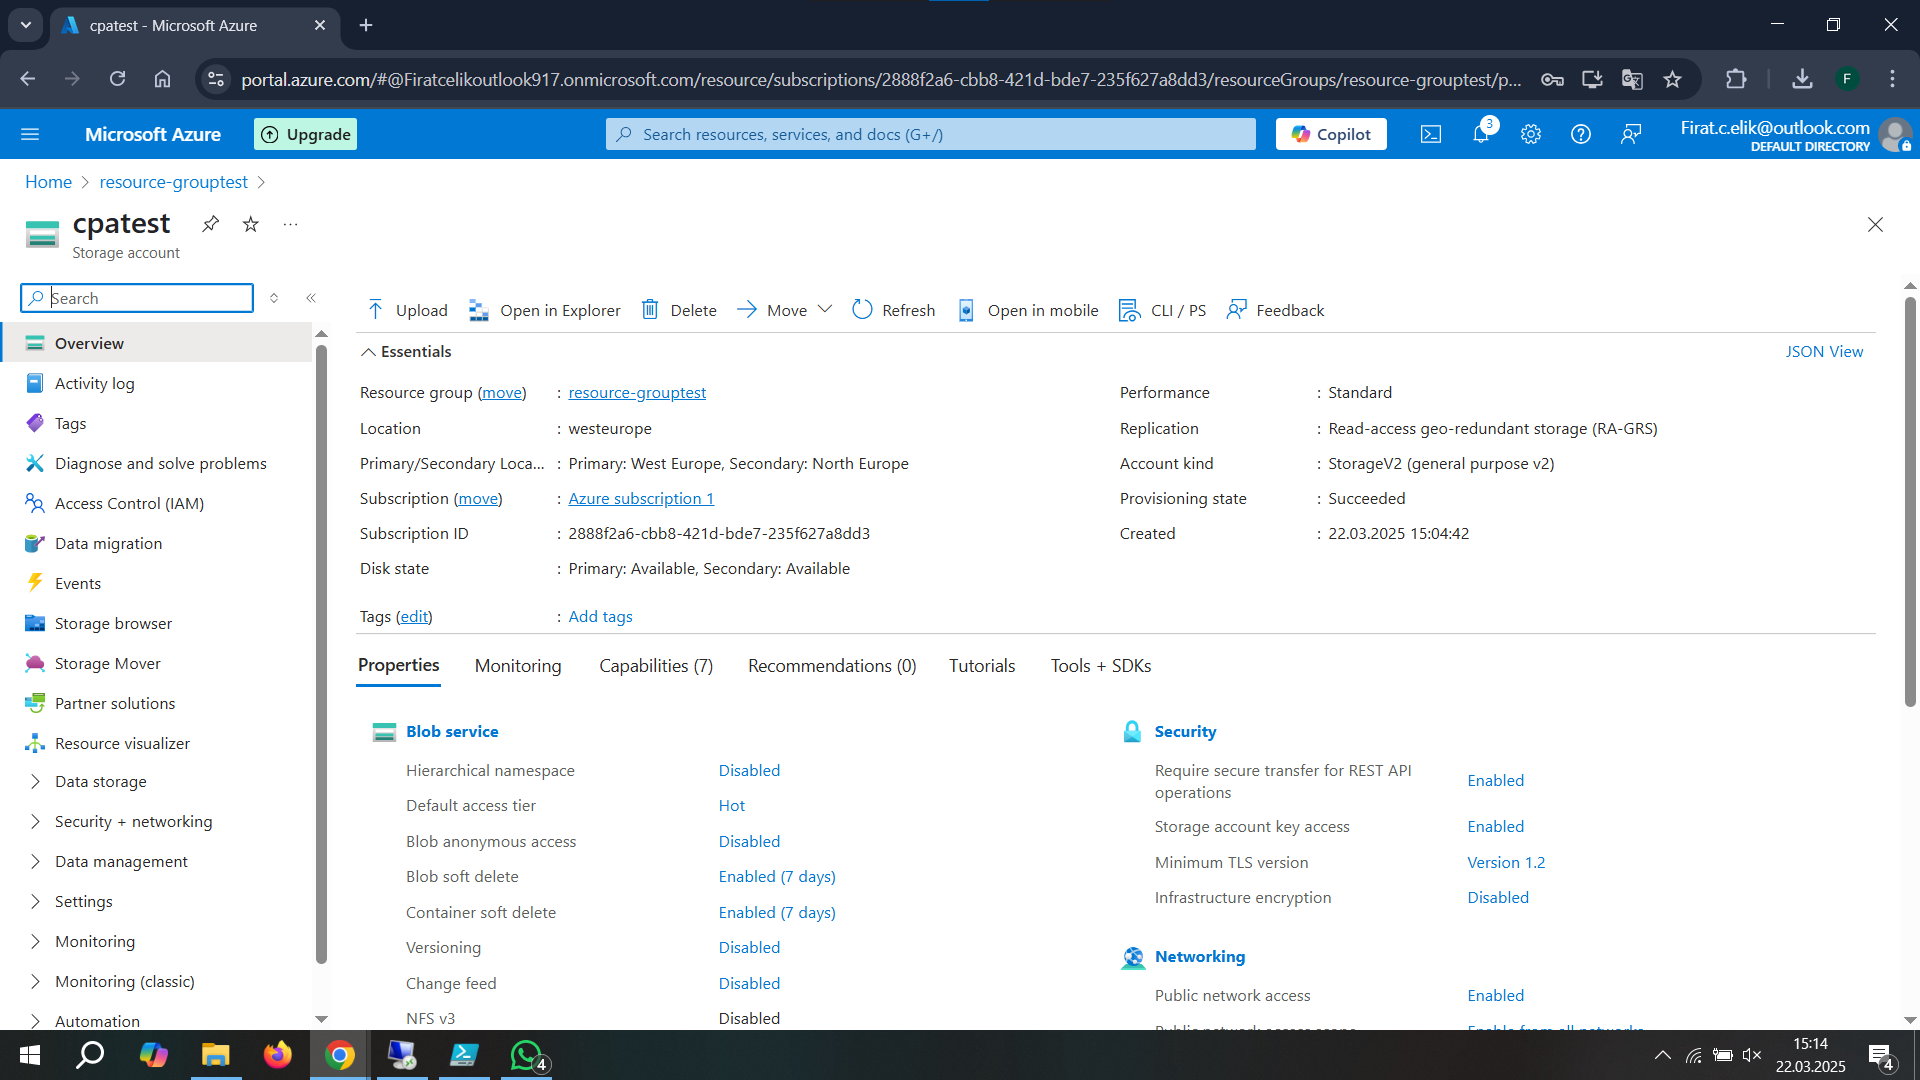 cpatest - Microsoft Azure
portal.azure.com/#@Firatcelikoutlook917.onmicrosoft.com/resource/subscriptions/2888f2a6-cbb8-421d-bde7-235f627a8dd3/resourceGroups/resource-grouptest/p...
F
Microsoft Azure
Upgrade
Search resources, services, and docs (G+/)
Copilot
3
Firat.c.elik@outlook.com
DEFAULT DIRECTORY
Home > resource-grouptest >
cpatest
Storage account
Search
Overview
Activity log
Tags
Diagnose and solve problems
Access Control (IAM)
Data migration
Events
Storage browser
Storage Mover
Partner solutions
Resource visualizer
Data storage
Security + networking
Data management
Settings
Monitoring
Monitoring (classic)
Automation
Upload Open in Explorer Delete Move Refresh Open in mobile CLI / PS Feedback
Essentials
JSON View
Resource group (move) : resource-grouptest
Location : westeurope
Primary/Secondary Loca... : Primary: West Europe, Secondary: North Europe
Subscription (move) : Azure subscription 1
Subscription ID : 2888f2a6-cbb8-421d-bde7-235f627a8dd3
Disk state : Primary: Available, Secondary: Available
Tags (edit) : Add tags
Performance : Standard
Replication : Read-access geo-redundant storage (RA-GRS)
Account kind : StorageV2 (general purpose v2)
Provisioning state : Succeeded
Created : 22.03.2025 15:04:42
Properties Monitoring Capabilities (7) Recommendations (0) Tutorials Tools + SDKs
Blob service
Hierarchical namespace Disabled
Default access tier Hot
Blob anonymous access Disabled
Blob soft delete Enabled (7 days)
Container soft delete Enabled (7 days)
Versioning Disabled
Change feed Disabled
NFS v3 Disabled
Security
Require secure transfer for REST API
operations Enabled
Storage account key access Enabled
Minimum TLS version Version 1.2
Infrastructure encryption Disabled
Networking
Public network access Enabled
Public network access scope Enable from all networks
4
15:14
22.03.2025
4